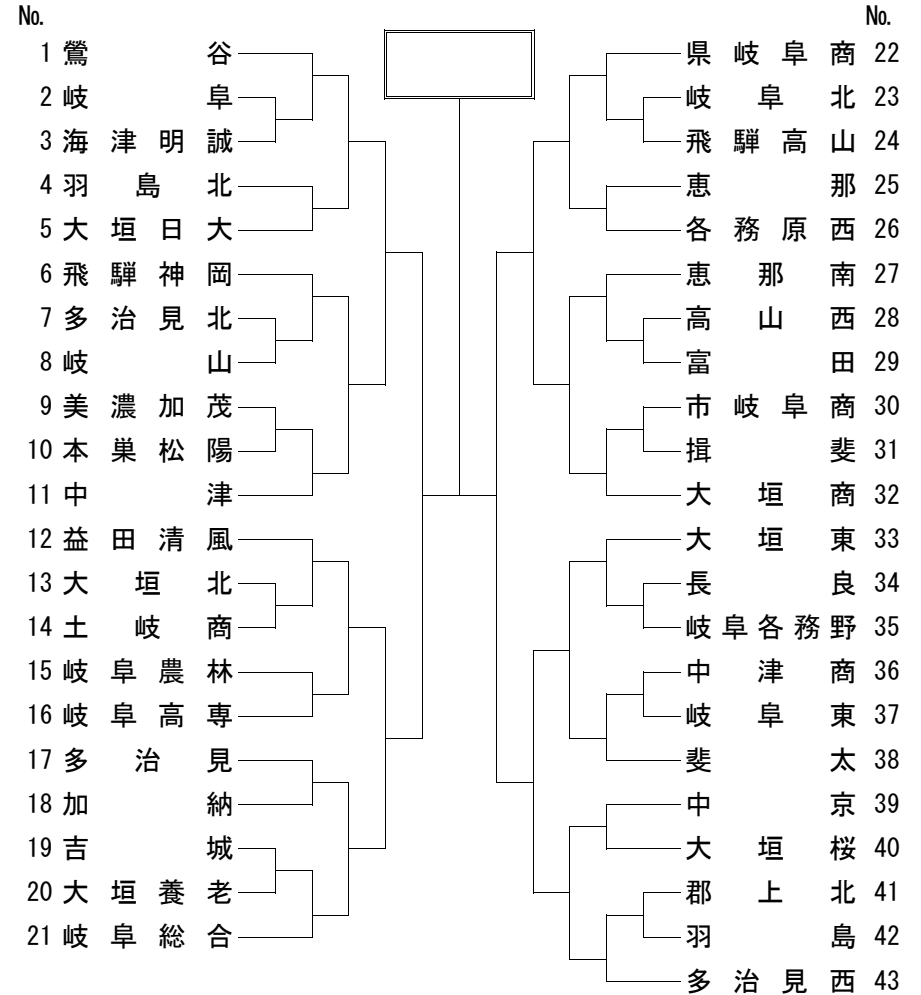 No.
1 鶯谷
2 岐阜
3 海津明誠
4 羽島北
5 大垣日大
6 飛騨神岡
7 多治見北
8 岐山
9 美濃加茂
10 本巣松陽
11 中津
12 益田清風
13 大垣北
14 土岐商
15 岐阜農林
16 岐阜高専
17 多治見
18 加納
19 吉城
20 大垣養老
21 岐阜総合
No.
県岐阜商 22
岐阜北 23
飛騨高山 24
恵那 25
各務原西 26
恵那南 27
高山西 28
富田 29
市岐阜商 30
揖斐 31
大垣商 32
大垣東 33
長良 34
岐阜各務野 35
中津商 36
岐阜東 37
斐太 38
中京 39
大垣桜 40
郡上北 41
羽島 42
多治見西 43